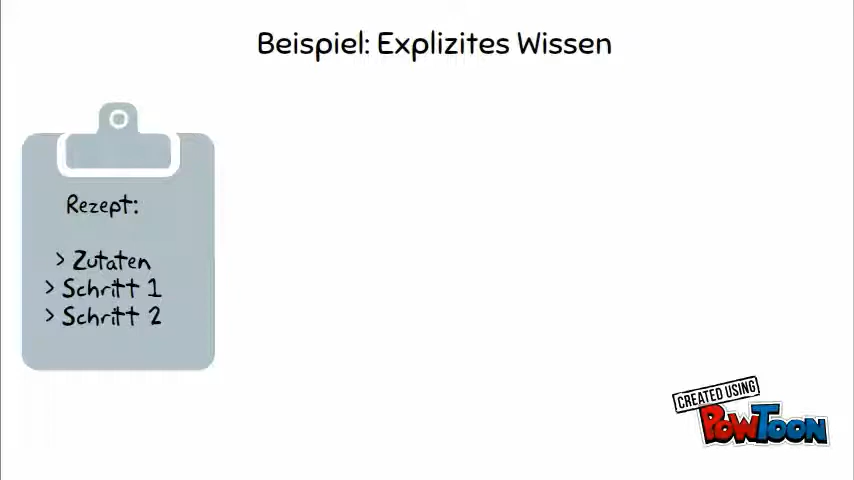 Beispiel: Explizites Wissen
Rezept:
> Zutaten
> Schritt 1
> Schritt 2
CREATED USING
POWTOON